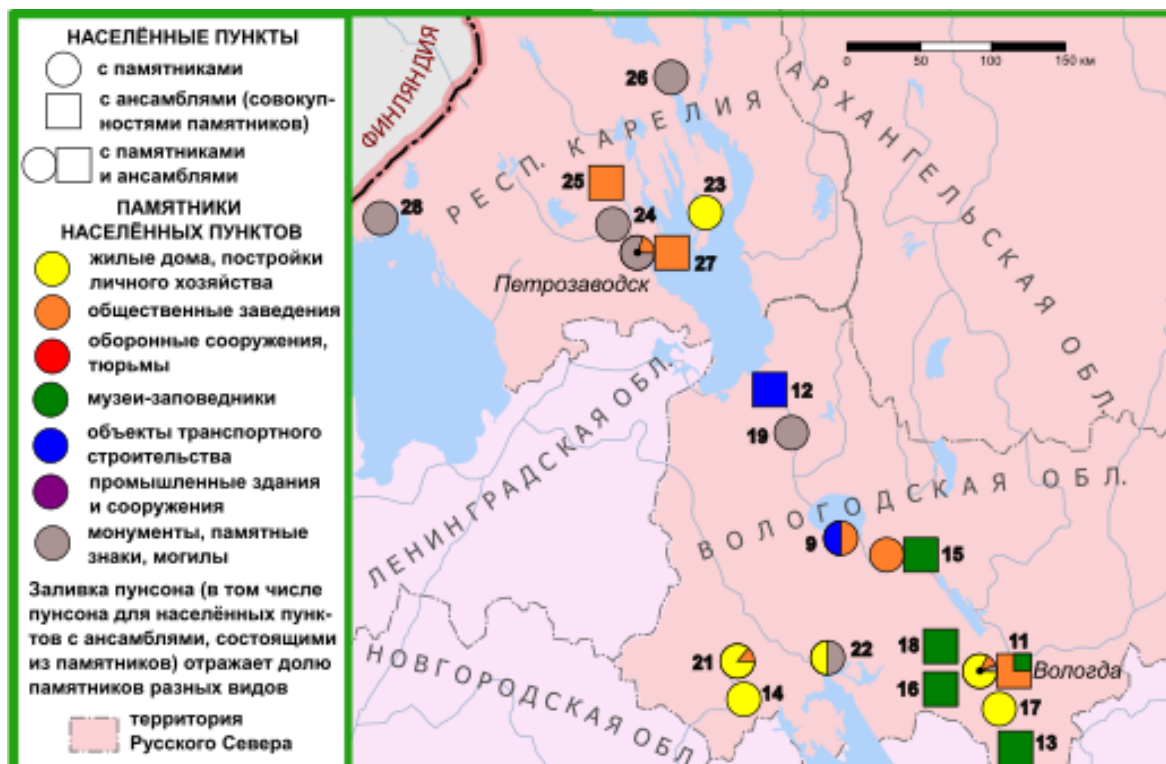 НАСЕЛЁННЫЕ ПУНКТЫ
с памятниками
с ансамблями (совокуп-
ностями памятников)
с памятниками
и ансамблями
ПАМЯТНИКИ
НАСЕЛЁННЫХ ПУНКТОВ
жилые дома, постройки
личного хозяйства
общественные заведения
оборонные сооружения,
тюрьмы
музеи-заповедники
объекты транспортного
строительства
промышленные здания
и сооружения
монументы, памятные
знаки, могилы
Заливка пунсона (в том числе
пунсона для населённых пунк-
тов с ансамблями, состоящими
из памятников) отражает долю
памятников разных видов
территория
Русского Севера
ФИНЛЯНДИЯ
0 50 100 150 км
РЕСП. КАРЕЛИЯ
АРХАНГЕЛЬСКАЯ ОБЛ.
26
25
23
28
24
27
Петрозаводск
ЛЕНИНГРАДСКАЯ ОБЛ.
12
19
ВОЛОГОДСКАЯ ОБЛ.
9
15
НОВГОРОДСКАЯ ОБЛ
21
22
18
11
Вологда
14
16
17
13